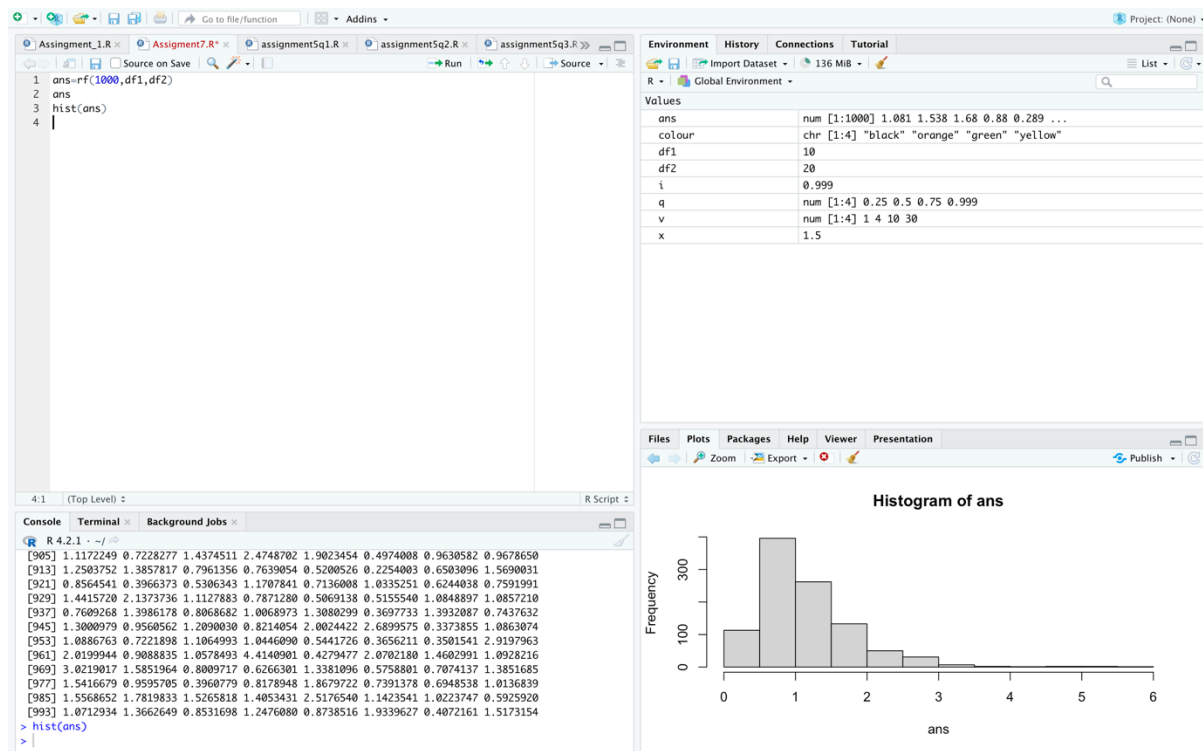 Go to file/function
Addins
Project: (None)
Assingment_1.R
Assigment7.R*
assignment5q1.R
assignment5q2.R
assignment5q3.R
Source on Save
Run
Source
1 ans=rf(1000,df1,df2)
2 ans
3 hist(ans)
4
4:1 (Top Level) R Script
Console Terminal Background Jobs
R 4.2.1 · ~/
[905] 1.1172249 0.7228277 1.4374511 2.4748702 1.9023454 0.4974008 0.9630582 0.9678650
[913] 1.2503752 1.3857817 0.7961356 0.7639054 0.5200526 0.2254003 0.6503096 1.5690031
[921] 0.8564541 0.3966373 0.5306343 1.1707841 0.7136008 1.0335251 0.6244038 0.7591991
[929] 1.4415720 2.1373736 1.1127883 0.7871280 0.5069138 0.5155540 1.0848897 1.0857210
[937] 0.7609268 1.3986178 0.8068682 1.0068973 1.3080299 0.3697733 1.3932087 0.7437632
[945] 1.3000979 0.9560562 1.2090030 0.8214054 2.0024422 2.6899575 0.3373855 1.0863074
[953] 1.0886763 0.7221898 1.1064993 1.0446090 0.5441726 0.3656211 0.3501541 2.9197963
[961] 2.0199944 0.9088835 1.0578493 4.4140901 0.4279477 2.0702180 1.4602991 1.0928216
[969] 3.0219017 1.5851964 0.8009717 0.6266301 1.3381096 0.5758801 0.7074137 1.3851685
[977] 1.5416679 0.9595705 0.3960779 0.8178948 1.8679722 0.7391378 0.6948538 1.0136839
[985] 1.5568652 1.7819833 1.5265818 1.4053431 2.5176540 1.1423541 1.0223747 0.5925920
[993] 1.0712934 1.3662649 0.8531698 1.2476080 0.8738516 1.9339627 0.4072161 1.5173154
> hist(ans)
>
Environment History Connections Tutorial
Import Dataset 136 MiB List
R Global Environment
Values
ans num [1:1000] 1.081 1.538 1.68 0.88 0.289 ...
colour chr [1:4] "black" "orange" "green" "yellow"
df1 10
df2 20
i 0.999
q num [1:4] 0.25 0.5 0.75 0.999
v num [1:4] 1 4 10 30
x 1.5
Files Plots Packages Help Viewer Presentation
Zoom Export Publish
Histogram of ans
Frequency
300
100
0
0 1 2 3 4 5 6
ans